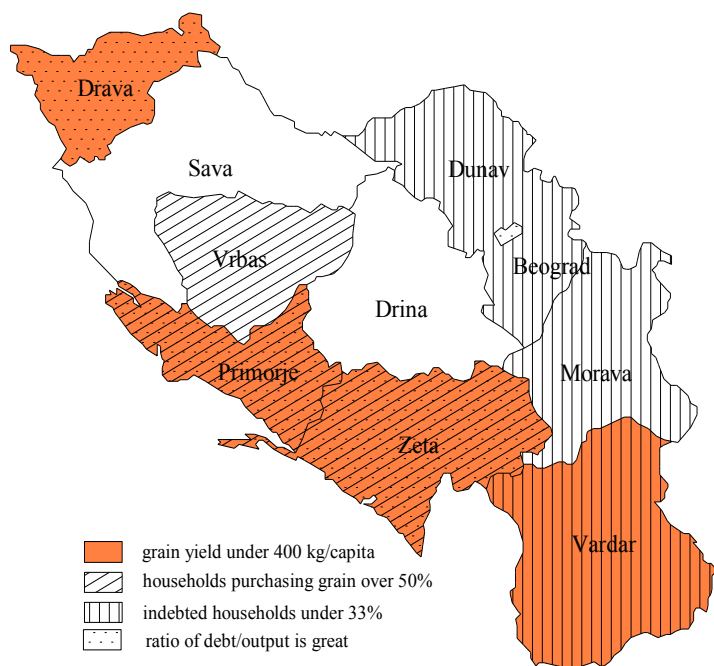 Drava
Sava
Dunav
Vrbas
Beograd
Drina
Primorje
Morava
Zeta
Vardar
grain yield under 400 kg/capita
households purchasing grain over 50%
indebted households under 33%
ratio of debt/output is great